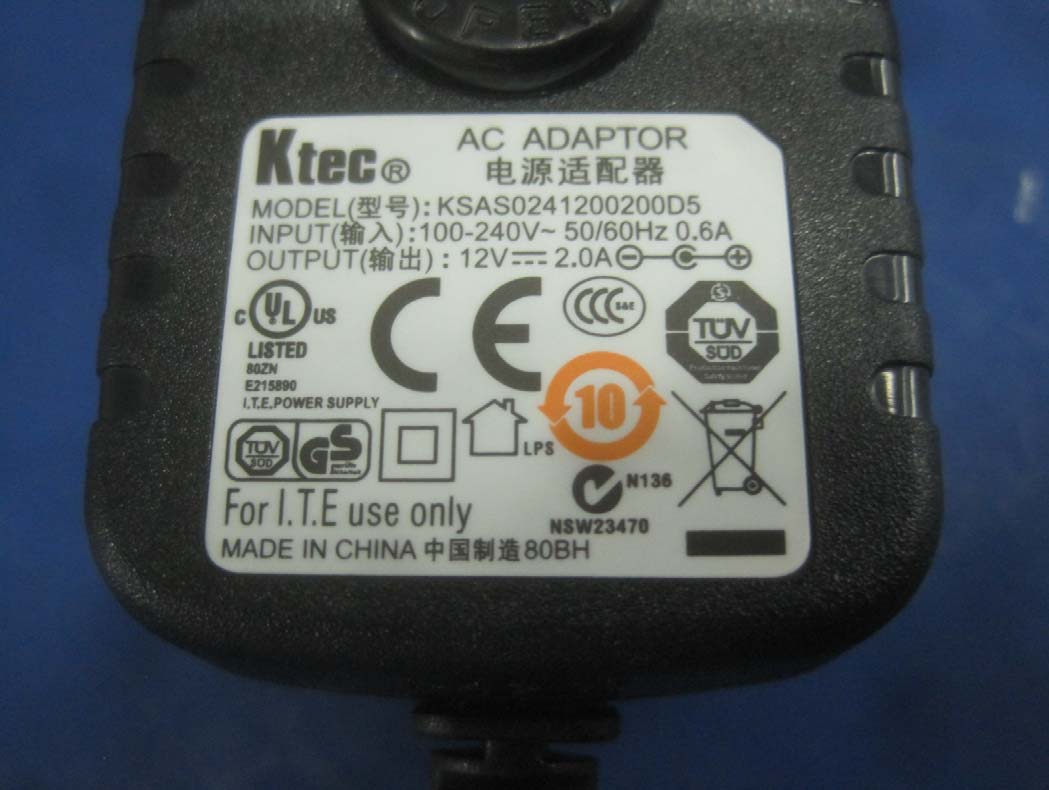 OPEN
Ktec®
AC ADAPTOR
电源适配器
MODEL(型号): KSAS0241200200D5
INPUT(输入):100-240V~ 50/60Hz 0.6A
OUTPUT(输出): 12V⎓ 2.0A
C UL US
LISTED
80ZN
E215890
I.T.E.POWER SUPPLY
CE
CCC S&E
TÜV
SÜD
10
TÜV
SÜD
GS
geprüfte
Sicherheit
LPS
N136
NSW23470
For I.T.E use only
MADE IN CHINA 中国制造80BH